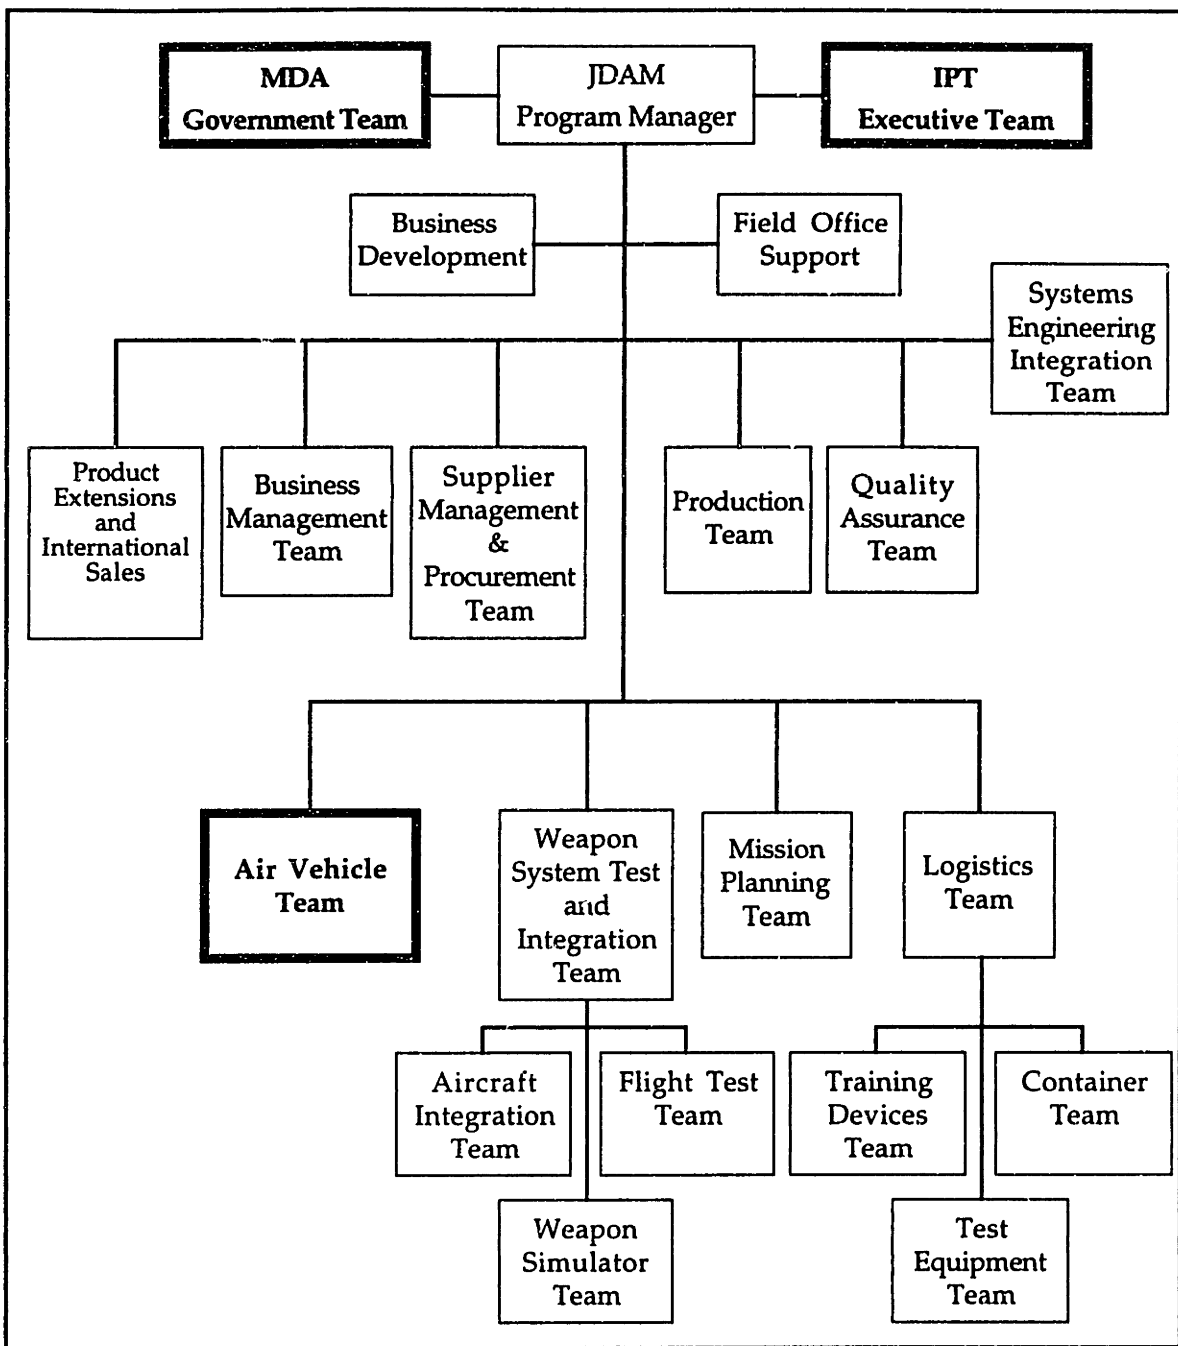 MDA
Government Team
JDAM
Program Manager
IPT
Executive Team
Business
Development
Field Office
Support
Systems
Engineering
Integration
Team
Product
Extensions
and
International
Sales
Business
Management
Team
Supplier
Management
&
Procurement
Team
Production
Team
Quality
Assurance
Team
Air Vehicle
Team
Weapon
System Test
and
Integration
Team
Mission
Planning
Team
Logistics
Team
Aircraft
Integration
Team
Flight Test
Team
Training
Devices
Team
Container
Team
Weapon
Simulator
Team
Test
Equipment
Team